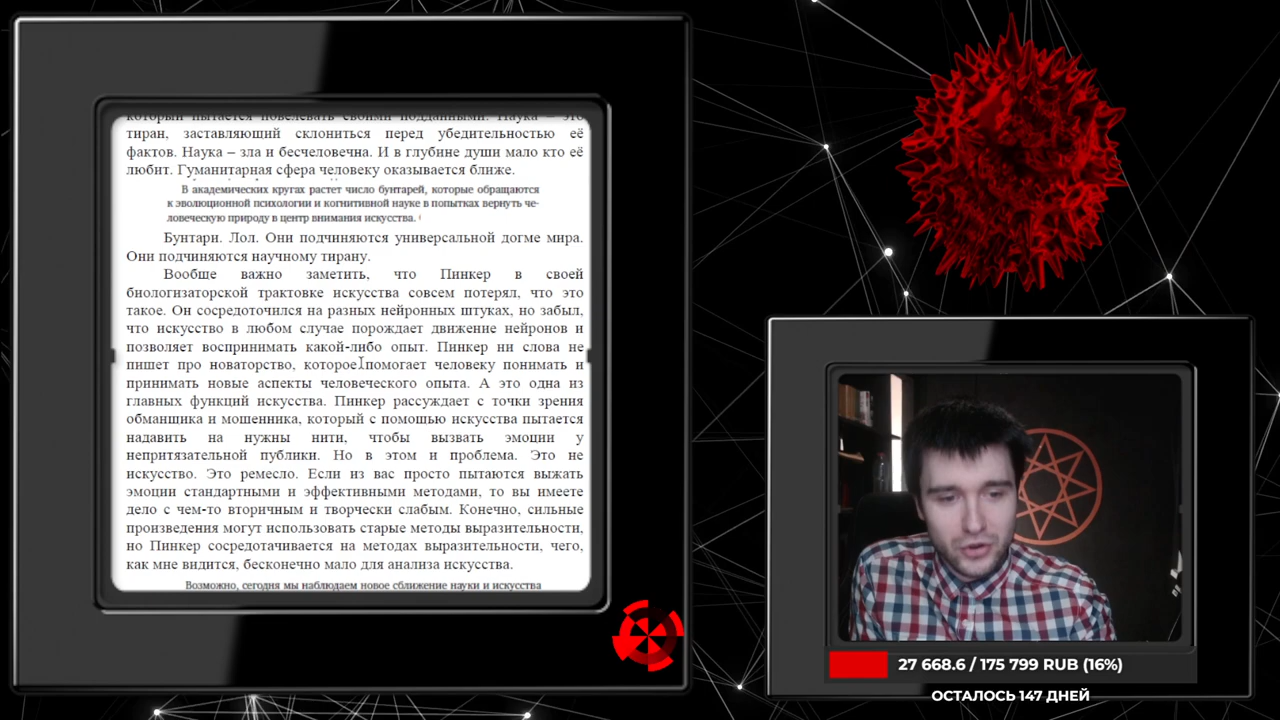 который пытается повелевать своими подданными. Наука – это
тиран, заставляющий склониться перед убедительностью её
фактов. Наука – зла и бесчеловечна. И в глубине души мало кто её
любит. Гуманитарная сфера человеку оказывается ближе.
В академических кругах растет число бунтарей, которые обращаются
к эволюционной психологии и когнитивной науке в попытках вернуть че-
ловеческую природу в центр внимания искусства.
Бунтари. Лол. Они подчиняются универсальной догме мира.
Они подчиняются научному тирану.
Вообще важно заметить, что Пинкер в своей
биологизаторской трактовке искусства совсем потерял, что это
такое. Он сосредоточился на разных нейронных штуках, но забыл,
что искусство в любом случае порождает движение нейронов и
позволяет воспринимать какой-либо опыт. Пинкер ни слова не
пишет про новаторство, которое помогает человеку понимать и
принимать новые аспекты человеческого опыта. А это одна из
главных функций искусства. Пинкер рассуждает с точки зрения
обманщика и мошенника, который с помощью искусства пытается
надавить на нужны нити, чтобы вызвать эмоции у
непритязательной публики. Но в этом и проблема. Это не
искусство. Это ремесло. Если из вас просто пытаются выжать
эмоции стандартными и эффективными методами, то вы имеете
дело с чем-то вторичным и творчески слабым. Конечно, сильные
произведения могут использовать старые методы выразительности,
но Пинкер сосредотачивается на методах выразительности, чего,
как мне видится, бесконечно мало для анализа искусства.
Возможно, сегодня мы наблюдаем новое сближение науки и искусства
27 668.6 / 175 799 RUB (16%)
ОСТАЛОСЬ 147 ДНЕЙ